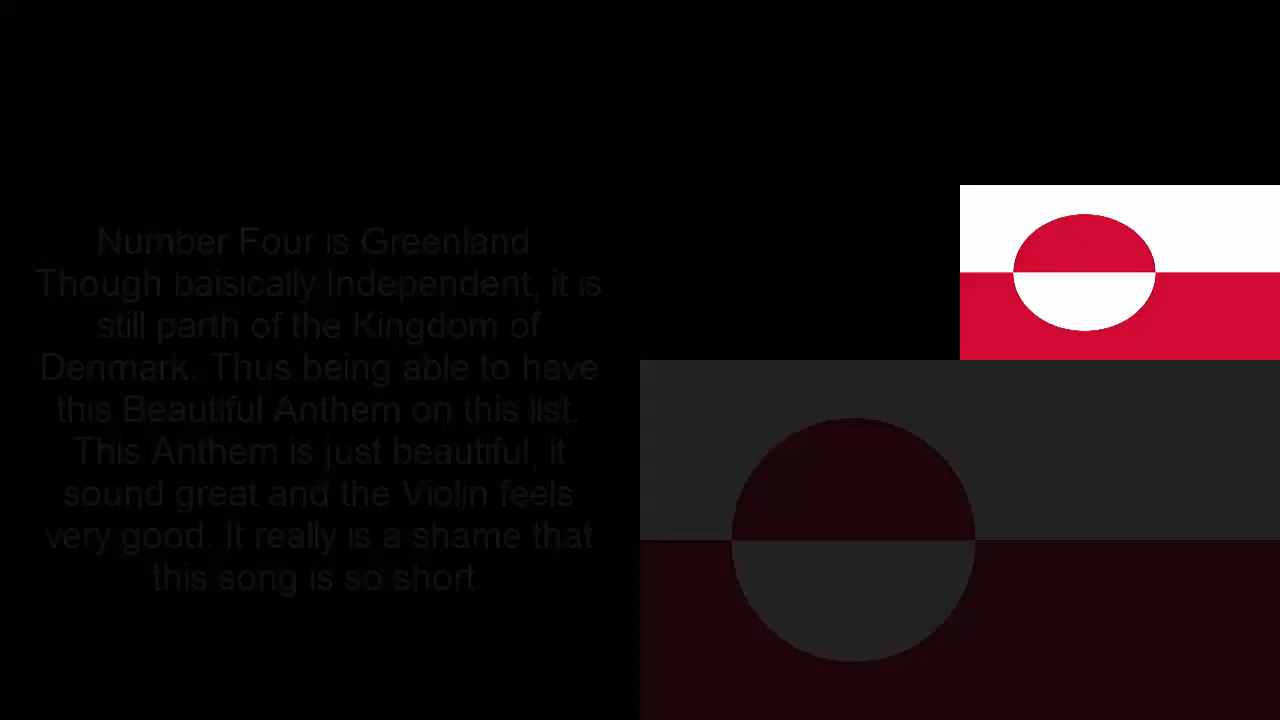 Number Four is Greenland.
Though baisically Independent, it is
still parth of the Kingdom of
Denmark. Thus being able to have
this Beautiful Anthem on this list.
This Anthem is just beautiful, It
sound great and the Violin feels
very good. It really is a shame that
this song is so short.